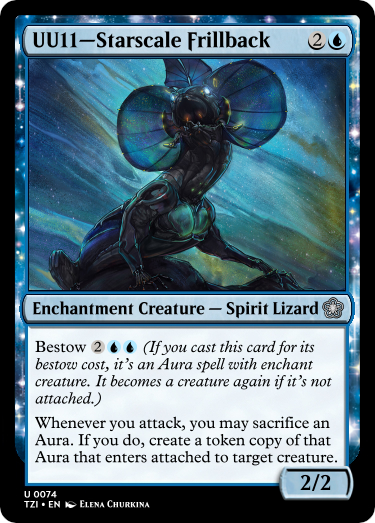 UU11—Starscale Frillback 2
Enchantment Creature — Spirit Lizard
Bestow 2 (If you cast this card for its
bestow cost, it's an Aura spell with enchant
creature. It becomes a creature again if it's not
attached.)
Whenever you attack, you may sacrifice an
Aura. If you do, create a token copy of that
Aura that enters attached to target creature.
2/2
U 0074
TZI • EN Elena Churkina